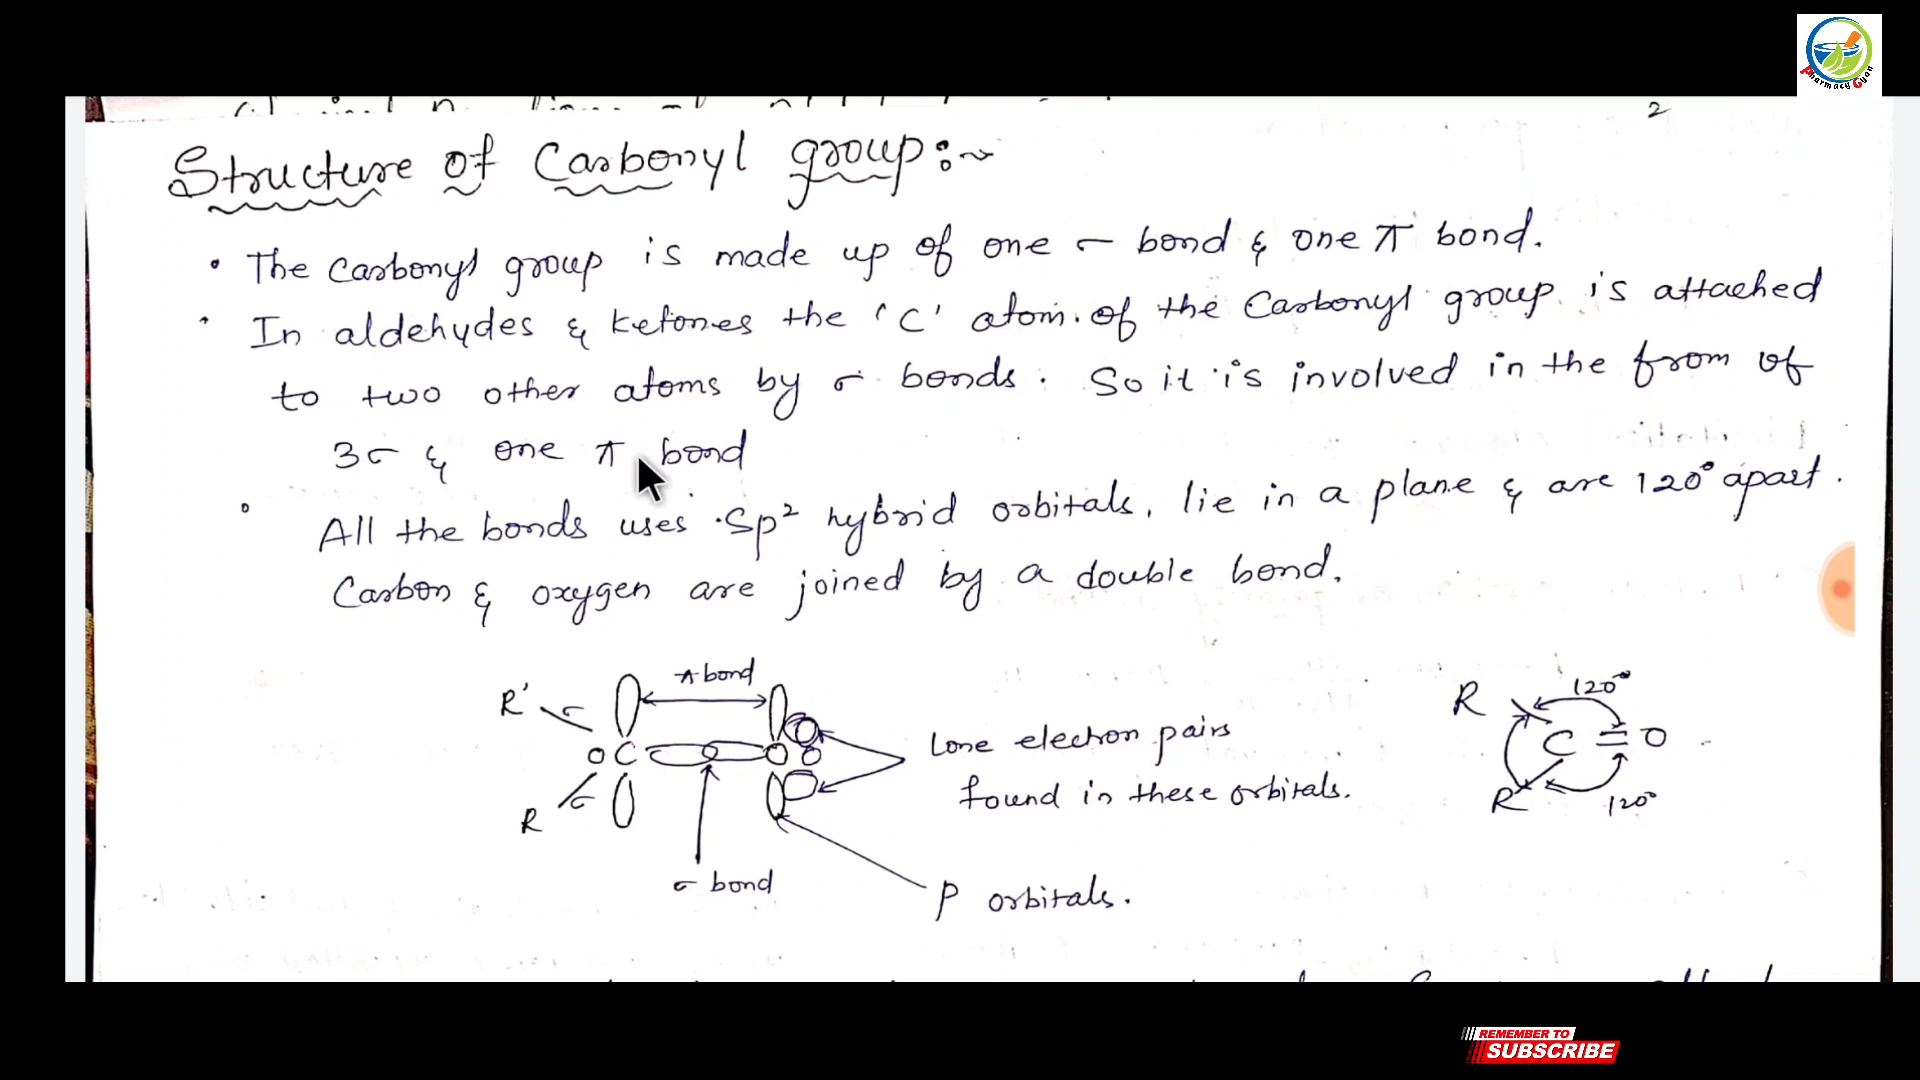 2
Structure of Carbonyl group:~
• The Carbonyl group is made up of one σ bond & one π bond.
• In aldehydes & ketones the 'C' atom of the Carbonyl group is attached
to two other atoms by σ bonds. So it is involved in the from of
3σ & one π bond
• All the bonds uses Sp² hybrid orbitals, lie in a plane & are 120° apart.
Carbon & oxygen are joined by a double bond.
π bond
R' σ
C O
R σ
σ bond
Lone electron pairs
found in these orbitals.
P orbitals.
R 120°
C = O
R 120°
Pharmacy Gyan
REMEMBER TO
SUBSCRIBE